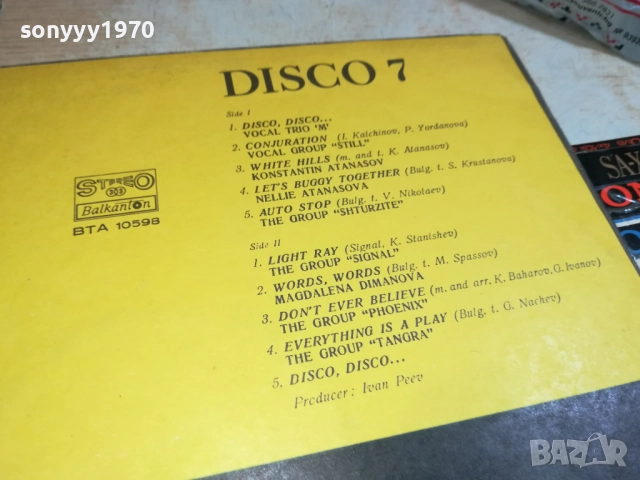 sonyyy1970
DISCO 7
Side I
1. DISCO, DISCO...
VOCAL TRIO 'M'
2. CONJURATION (I. Kalchinov, P. Yordanova)
VOCAL GROUP "STILL"
3. WHITE HILLS (m. and t. K. Atanasov)
KONSTANTIN ATANASOV
4. LET'S BUGGY TOGETHER (Bulg. t. S. Krustanova)
NELLIE ATANASOVA
5. AUTO STOP (Bulg. t. V. Nikolaev)
THE GROUP "SHTURZITE"
Side II
1. LIGHT RAY (Signal, K. Stanishev)
THE GROUP "SIGNAL"
2. WORDS, WORDS (Bulg. t. M. Spassov)
MAGDALENA DIMANOVA
3. DON'T EVER BELIEVE (m. and arr. K. Baharov. G. Ivanov)
THE GROUP "PHOENIX"
4. EVERYTHING IS A PLAY (Bulg. t. G. Nachev)
THE GROUP "TANGRA"
5. DISCO, DISCO...
Producer: Ivan Peev
STEREO
33
Balkanton
BTA 10598
BAZAR